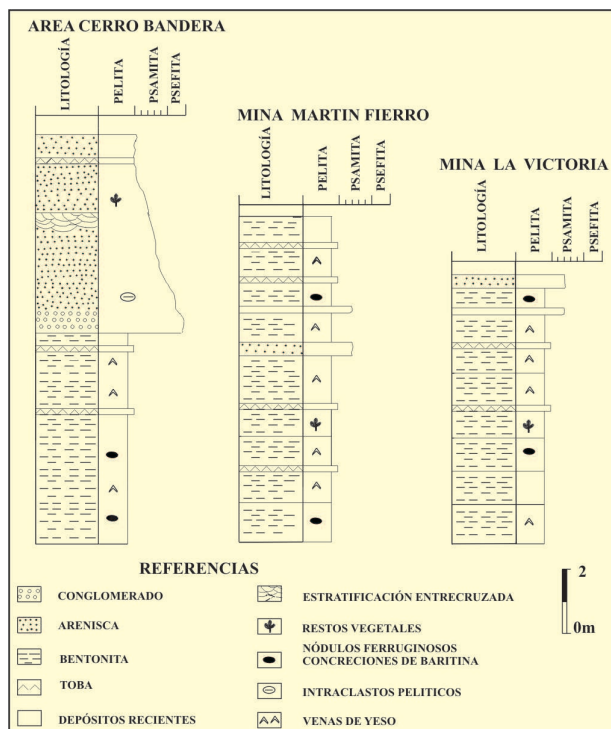 AREA CERRO BANDERA
LITOLOGÍA
PELITA
PSAMITA
PSEFITA
MINA MARTIN FIERRO
LITOLOGÍA
PELITA
PSAMITA
PSEFITA
MINA LA VICTORIA
LITOLOGÍA
PELITA
PSAMITA
PSEFITA
REFERENCIAS
CONGLOMERADO
ARENISCA
BENTONITA
TOBA
DEPÓSITOS RECIENTES
ESTRATIFICACIÓN ENTRECRUZADA
RESTOS VEGETALES
NÓDULOS FERRUGINOSOS
CONCRECIONES DE BARITINA
INTRACLASTOS PELITICOS
VENAS DE YESO
2
0m